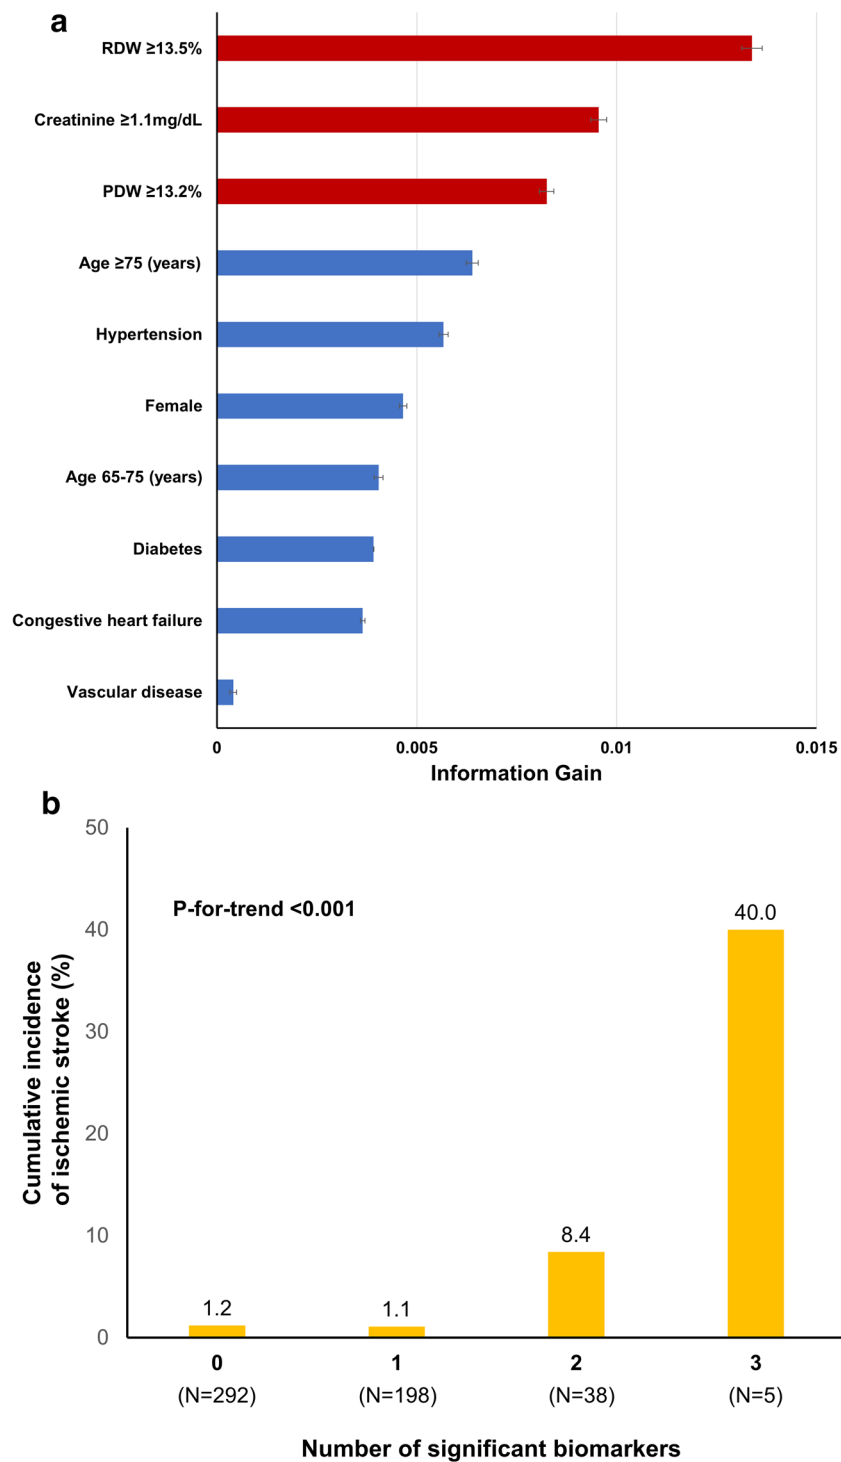 a
RDW ≥13.5%
Creatinine ≥1.1mg/dL
PDW ≥13.2%
Age ≥75 (years)
Hypertension
Female
Age 65-75 (years)
Diabetes
Congestive heart failure
Vascular disease
0 0.005 0.01 0.015
Information Gain
b
50
40
30
20
10
0
Cumulative incidence
of ischemic stroke (%)
P-for-trend <0.001
1.2
1.1
8.4
40.0
0 1 2 3
(N=292) (N=198) (N=38) (N=5)
Number of significant biomarkers